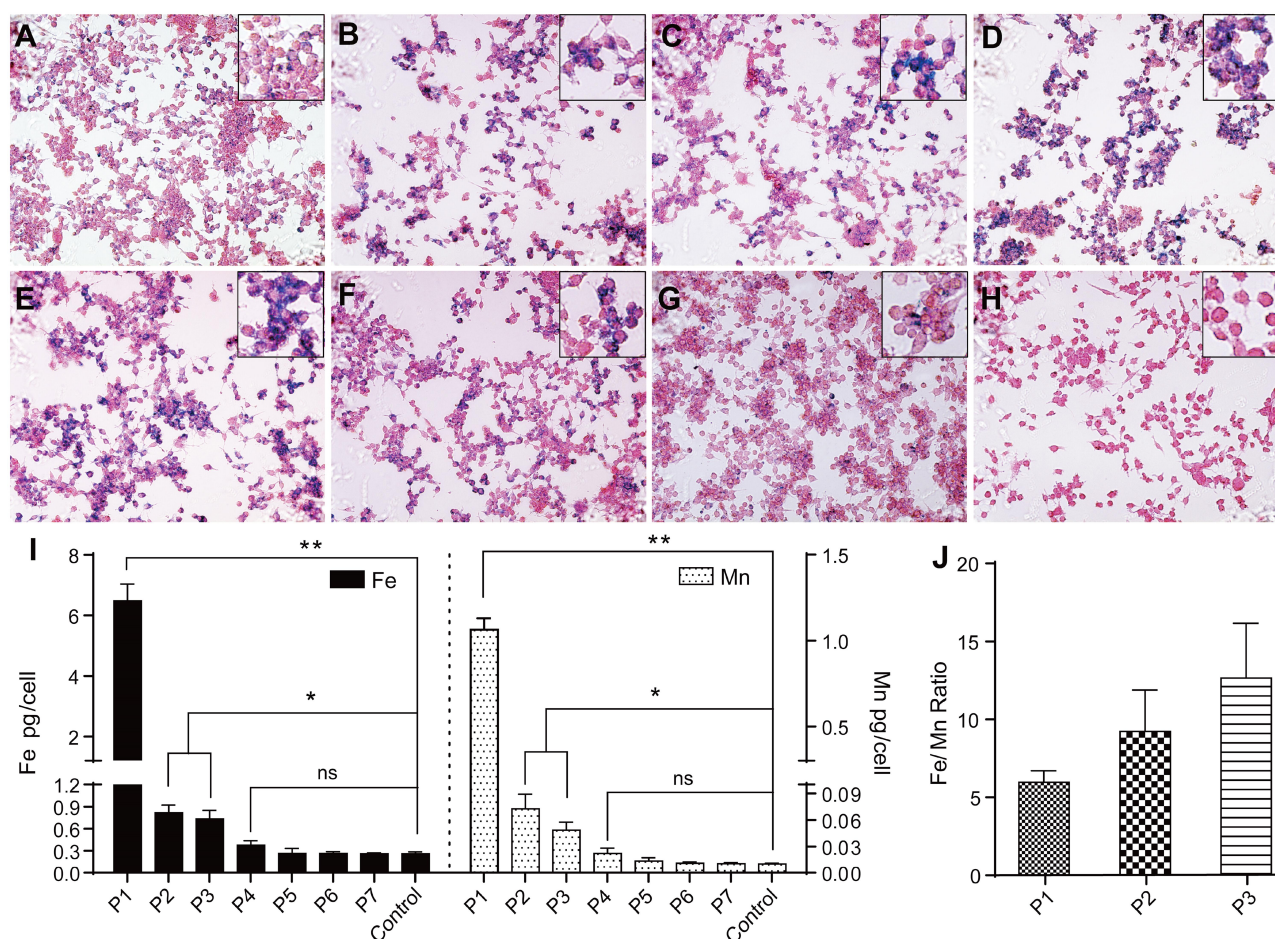 A
B
C
D
E
F
G
H
I
8
6
4
2
1.2
0.9
0.6
0.3
0.0
Fe pg/cell
**
Fe
*
ns
P1
P2
P3
P4
P5
P6
P7
Control
**
Mn
*
ns
P1
P2
P3
P4
P5
P6
P7
Control
1.5
1.0
0.5
0.09
0.06
0.03
0.00
Mn pg/cell
J
20
15
10
5
0
Fe/Mn Ratio
P1
P2
P3